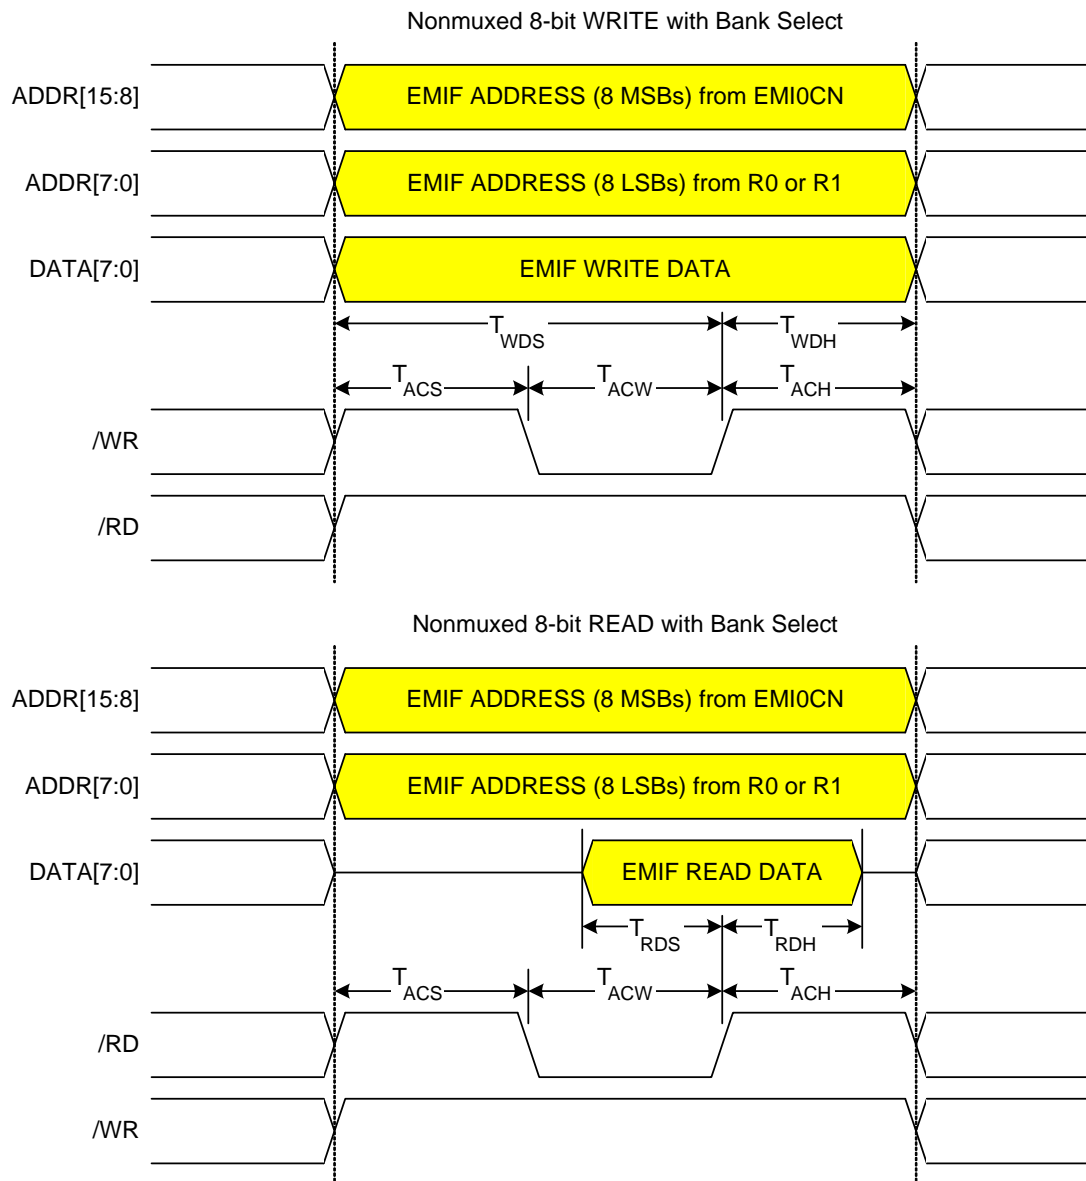 Nonmuxed 8-bit WRITE with Bank Select
ADDR[15:8] EMIF ADDRESS (8 MSBs) from EMI0CN
ADDR[7:0] EMIF ADDRESS (8 LSBs) from R0 or R1
DATA[7:0] EMIF WRITE DATA
TWDS TWDH
TACS TACW TACH
/WR
/RD
Nonmuxed 8-bit READ with Bank Select
ADDR[15:8] EMIF ADDRESS (8 MSBs) from EMI0CN
ADDR[7:0] EMIF ADDRESS (8 LSBs) from R0 or R1
DATA[7:0] EMIF READ DATA
TRDS TRDH
TACS TACW TACH
/RD
/WR